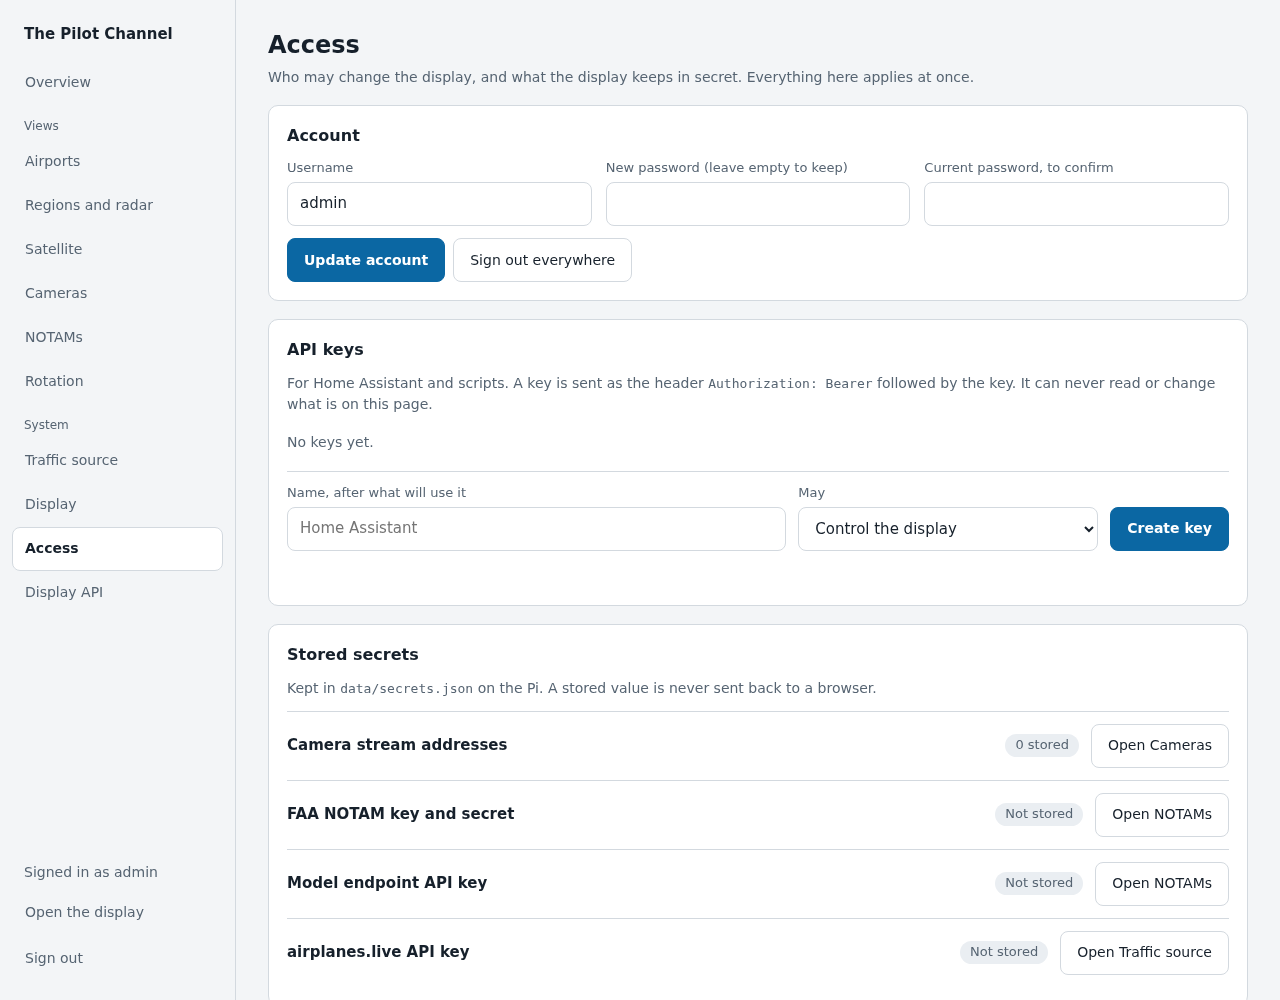 The Pilot Channel
Overview
Views
Airports
Regions and radar
Satellite
Cameras
NOTAMs
Rotation
System
Traffic source
Display
Access
Display API
Signed in as admin
Open the display
Sign out
Access
Who may change the display, and what the display keeps in secret. Everything here applies at once.
Account
Username
New password (leave empty to keep)
Current password, to confirm
admin
Update account
Sign out everywhere
API keys
For Home Assistant and scripts. A key is sent as the header Authorization: Bearer followed by the key. It can never read or change
what is on this page.
No keys yet.
Name, after what will use it
May
Home Assistant
Control the display
Create key
Stored secrets
Kept in data/secrets.json on the Pi. A stored value is never sent back to a browser.
Camera stream addresses
0 stored
Open Cameras
FAA NOTAM key and secret
Not stored
Open NOTAMs
Model endpoint API key
Not stored
Open NOTAMs
airplanes.live API key
Not stored
Open Traffic source